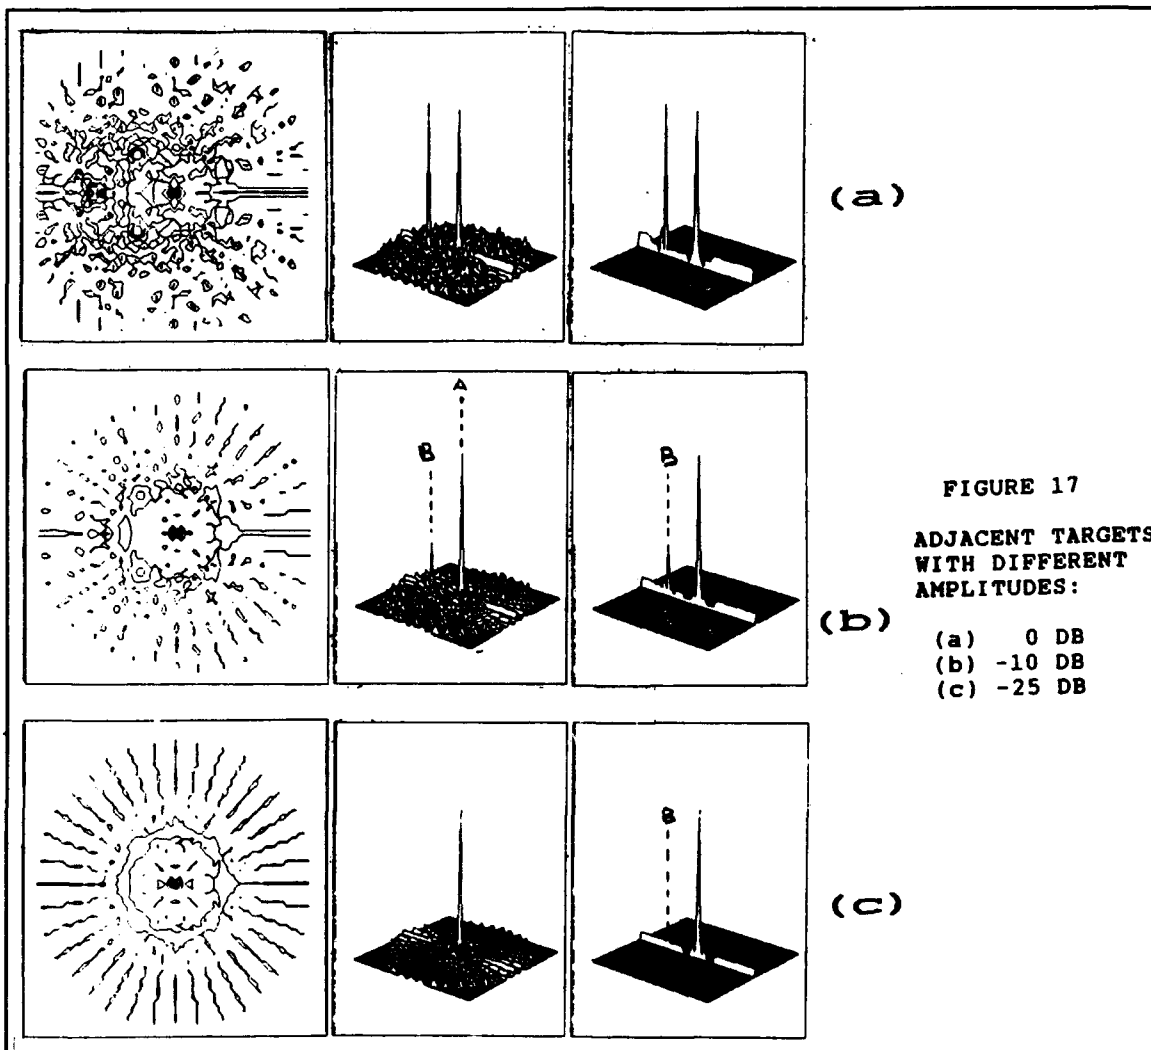 (a)
A
B
B
(b)
FIGURE 17
ADJACENT TARGETS
WITH DIFFERENT
AMPLITUDES:
(a) 0 DB
(b) -10 DB
(c) -25 DB
B
(c)